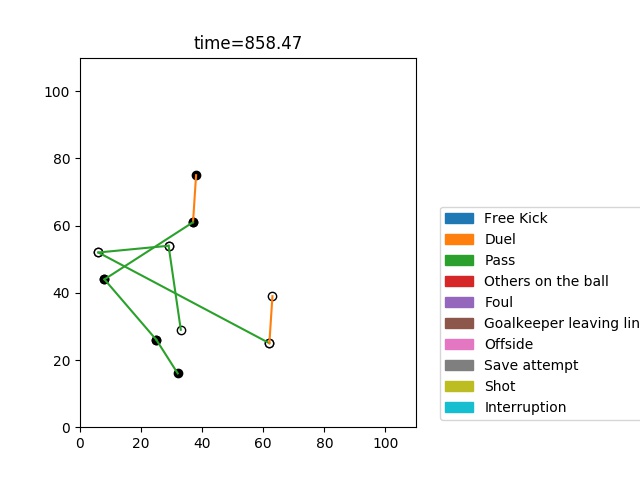 time=858.47
100
80
60
40
20
0
0 20 40 60 80 100
Free Kick
Duel
Pass
Others on the ball
Foul
Goalkeeper leaving lin
Offside
Save attempt
Shot
Interruption